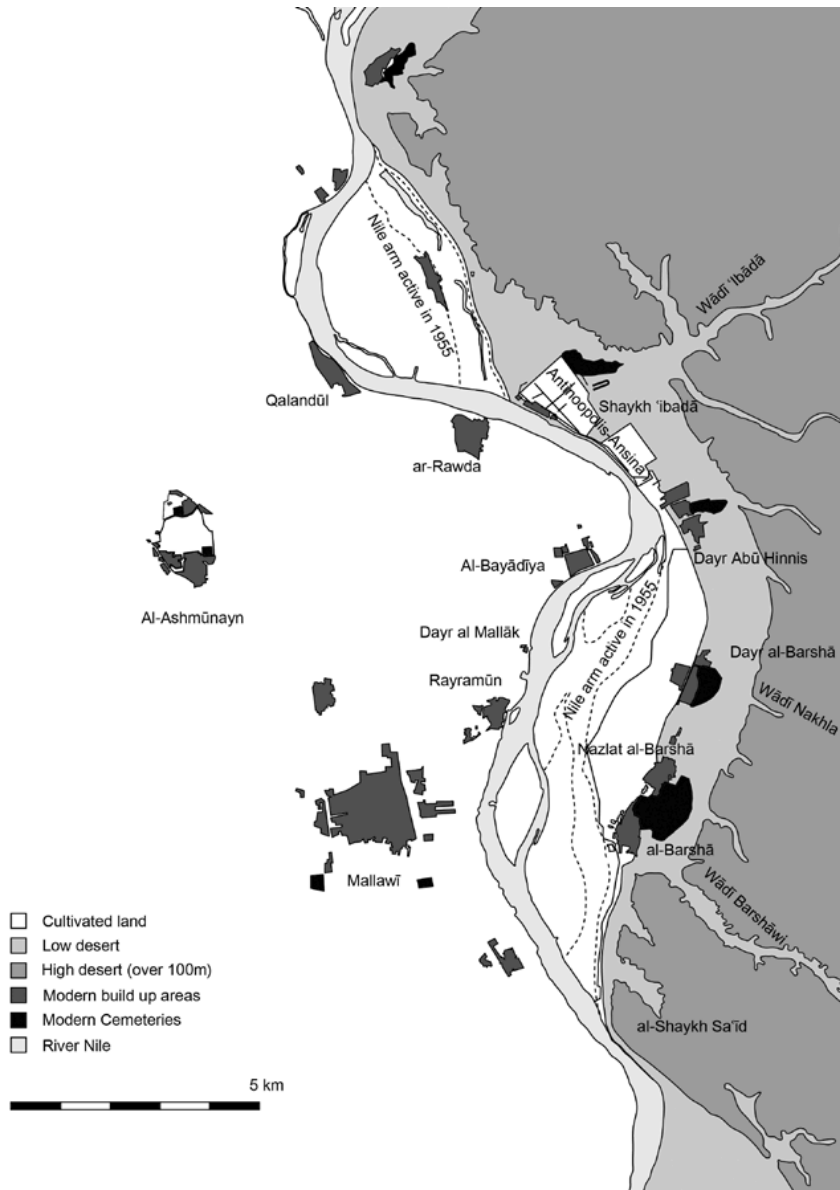 Wādī 'Ibādā
Nile arm active in 1955
Qalandūl
Antinoopolis-Ansina
Shaykh 'ibadā
ar-Rawda
Al-Bayādīya
Dayr Abū Hinnis
Al-Ashmūnayn
Dayr al Mallāk
Nile arm active in 1955
Dayr al-Barshā
Rayramūn
Wādī Nakhla
Nazlat al-Barshā
al-Barshā
Mallawī
Wādī Barshāwī
Cultivated land
Low desert
High desert (over 100m)
Modern build up areas
Modern Cemeteries
River Nile
al-Shaykh Sa'īd
5 km